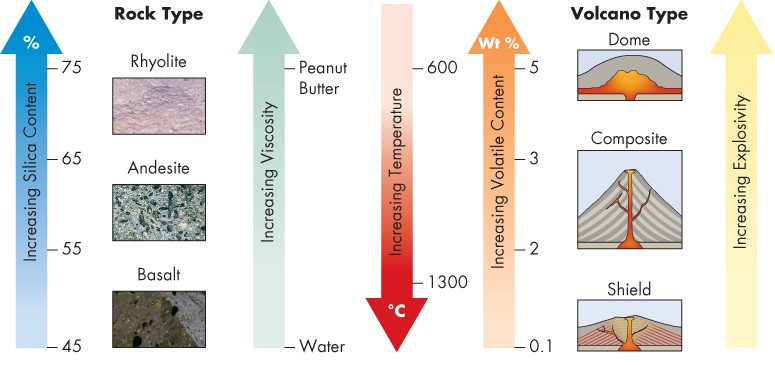 %
Increasing Silica Content
75
65
55
45
Rock Type
Rhyolite
Andesite
Basalt
Increasing Viscosity
Peanut
Butter
Water
Increasing Temperature
600
1300
°C
Wt %
Increasing Volatile Content
5
3
2
0.1
Volcano Type
Dome
Composite
Shield
Increasing Explosivity